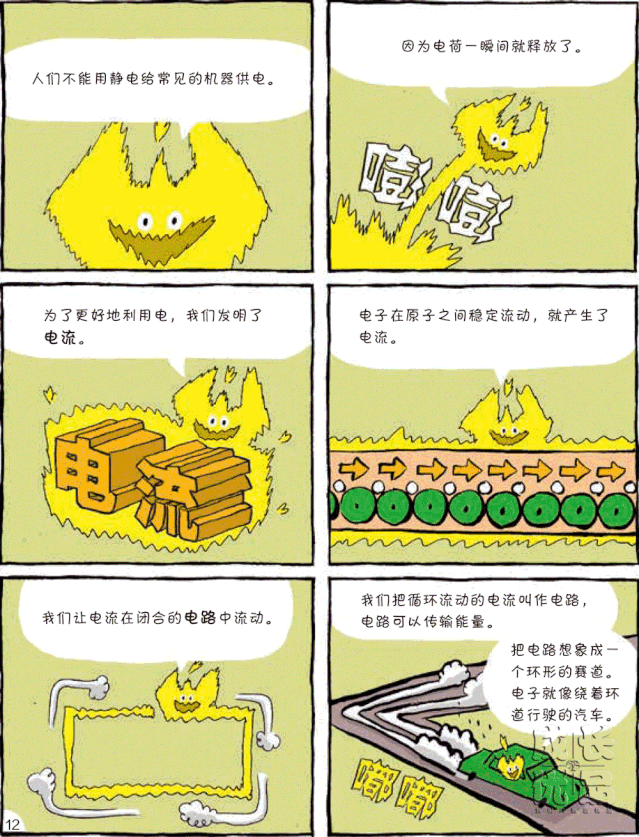 人们不能用静电给常见的机器供电。
因为电荷一瞬间就释放了。
嘭
嘭
为了更好地利用电，我们发明了
电流。
电流
电子在原子之间稳定流动，就产生了
电流。
我们让电流在闭合的电路中流动。
我们把循环流动的电流叫作电路，
电路可以传输能量。
把电路想象成一
个环形的赛道。
电子就像绕着环
道行驶的汽车。
嘟嘟
12